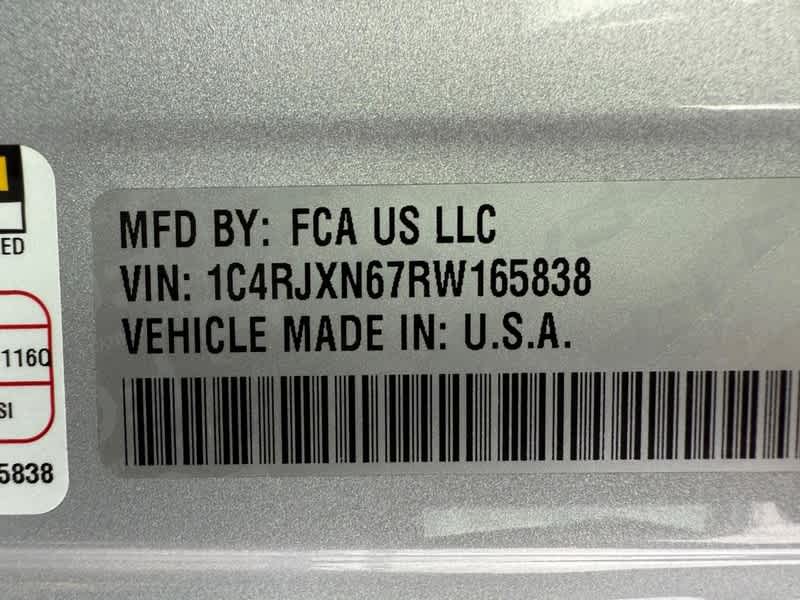 MFD BY: FCA US LLC
VIN: 1C4RJXN67RW165838
VEHICLE MADE IN: U.S.A.
ED
116Q
SI
5838